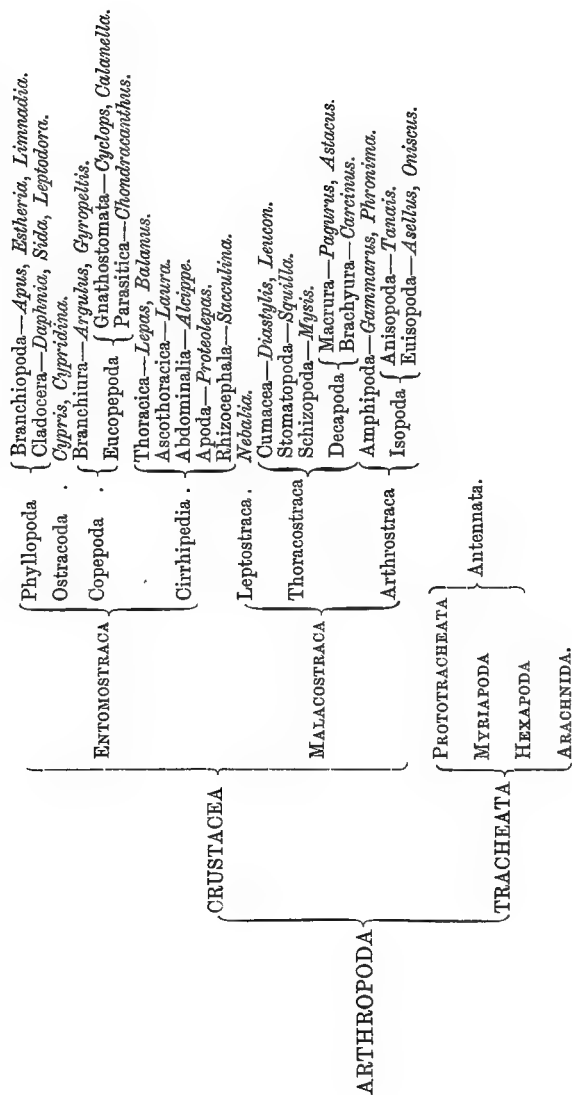 ARTHROPODA
CRUSTACEA
ENTOMOSTRACA
Phyllopoda
Branchiopoda—Apus, Estheria, Limnadia.
Cladocera—Daphnia, Sida, Leptodora.
Ostracoda . Cypris, Cypridina.
Copepoda .
Branchiura—Argulus, Gyropeltis.
Eucopepoda
Gnathostomata—Cyclops, Calanella.
Parasitica—Chondracanthus.
Cirrhipedia .
Thoracica—Lepas, Balanus.
Ascothoracica—Laura.
Abdominalia—Alcippe.
Apoda—Proteolepas.
Rhizocephala—Sacculina.
MALACOSTRACA
Leptostraca . Nebalia.
Thoracostraca
Cumacea—Diastylis, Leucon.
Stomatopoda—Squilla.
Schizopoda—Mysis.
Decapoda
Macrura—Pagurus, Astacus.
Brachyura—Carcinus.
Arthrostraca
Amphipoda—Gammarus, Phronima.
Isopoda
Anisopoda—Tanais.
Euisopoda—Asellus, Oniscus.
TRACHEATA
PROTOTRACHEATA
MYRIAPODA
HEXAPODA
Antennata.
ARACHNIDA.